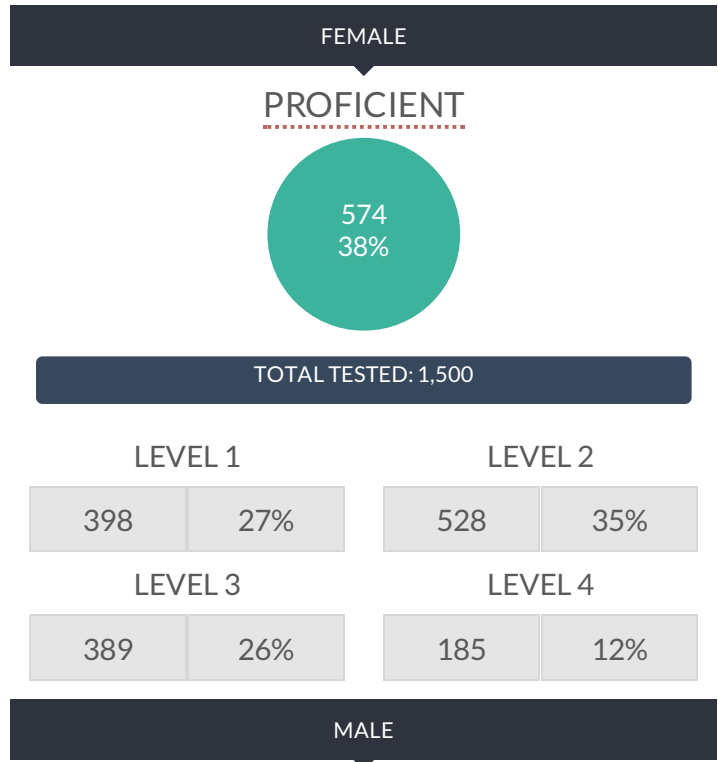 FEMALE
PROFICIENT
574
38%
TOTAL TESTED: 1,500
LEVEL 1
LEVEL 2
398 27%
528 35%
LEVEL 3
LEVEL 4
389 26%
185 12%
MALE